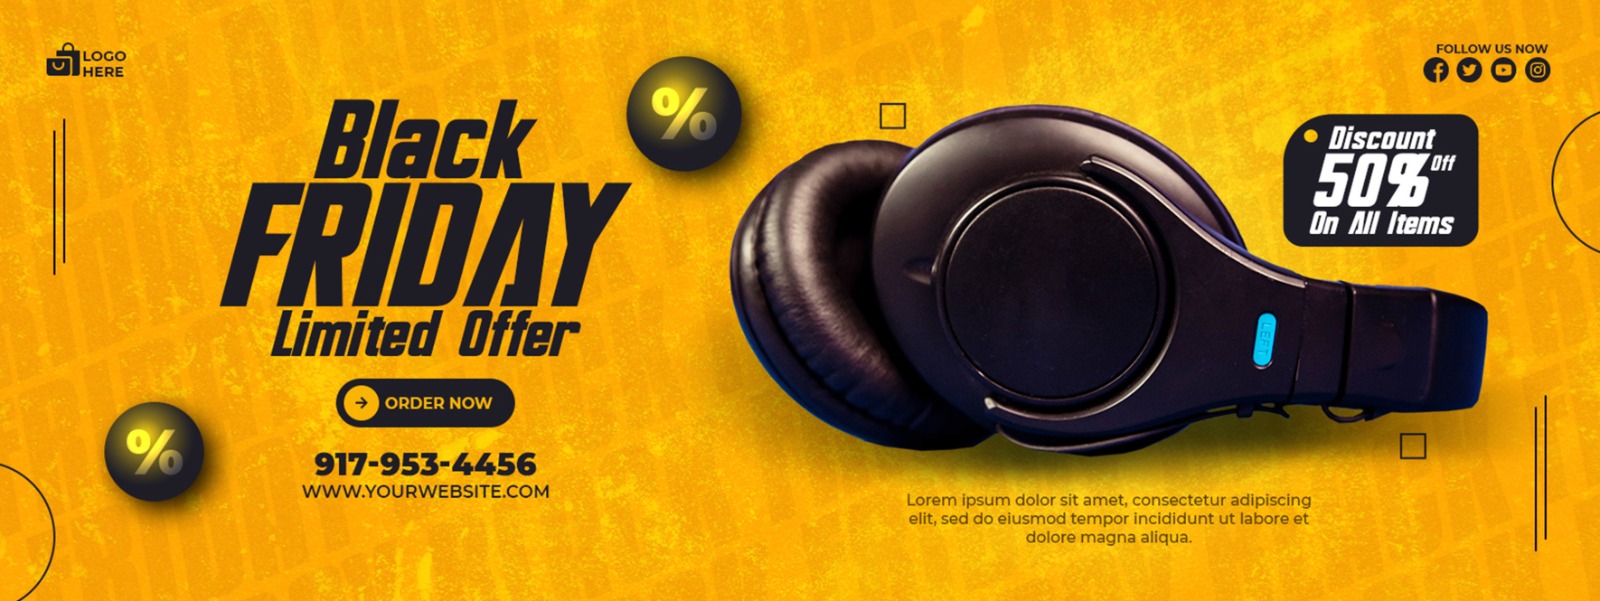 LOGO
HERE
Black
FRIDAY
Limited Offer
ORDER NOW
917-953-4456
WWW.YOURWEBSITE.COM
%
%
FOLLOW US NOW
Discount
50% Off
On All Items
LEFT
Lorem ipsum dolor sit amet, consectetur adipiscing
elit, sed do eiusmod tempor incididunt ut labore et
dolore magna aliqua.